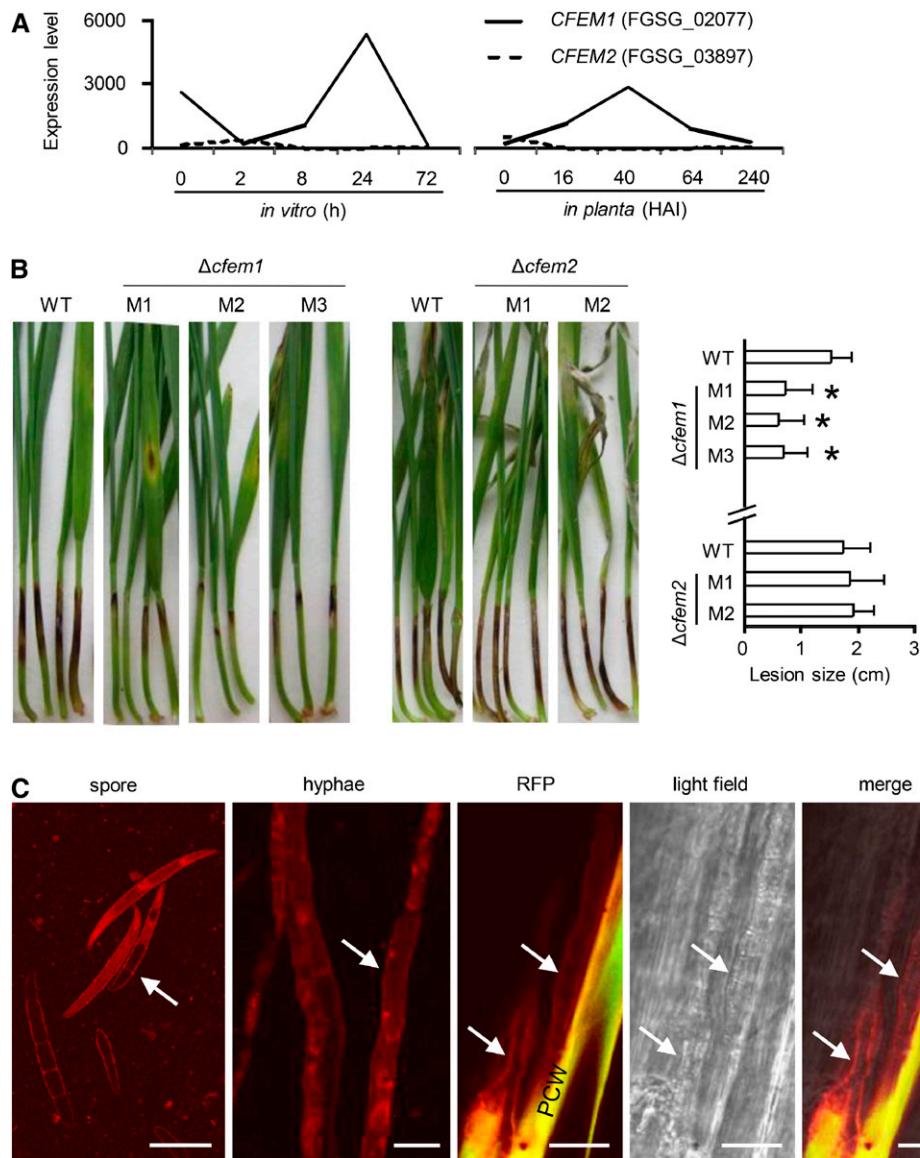 A
Expression level
6000
3000
0
CFEM1 (FGSG_02077)
CFEM2 (FGSG_03897)
0 2 8 24 72
in vitro (h)
0 16 40 64 240
in planta (HAI)
B
Δcfem1
WT M1 M2 M3
Δcfem2
WT M1 M2
WT
Δcfem1
M1 *
M2 *
M3 *
WT
Δcfem2
M1
M2
0 1 2 3
Lesion size (cm)
C
spore hyphae RFP light field merge
PCW